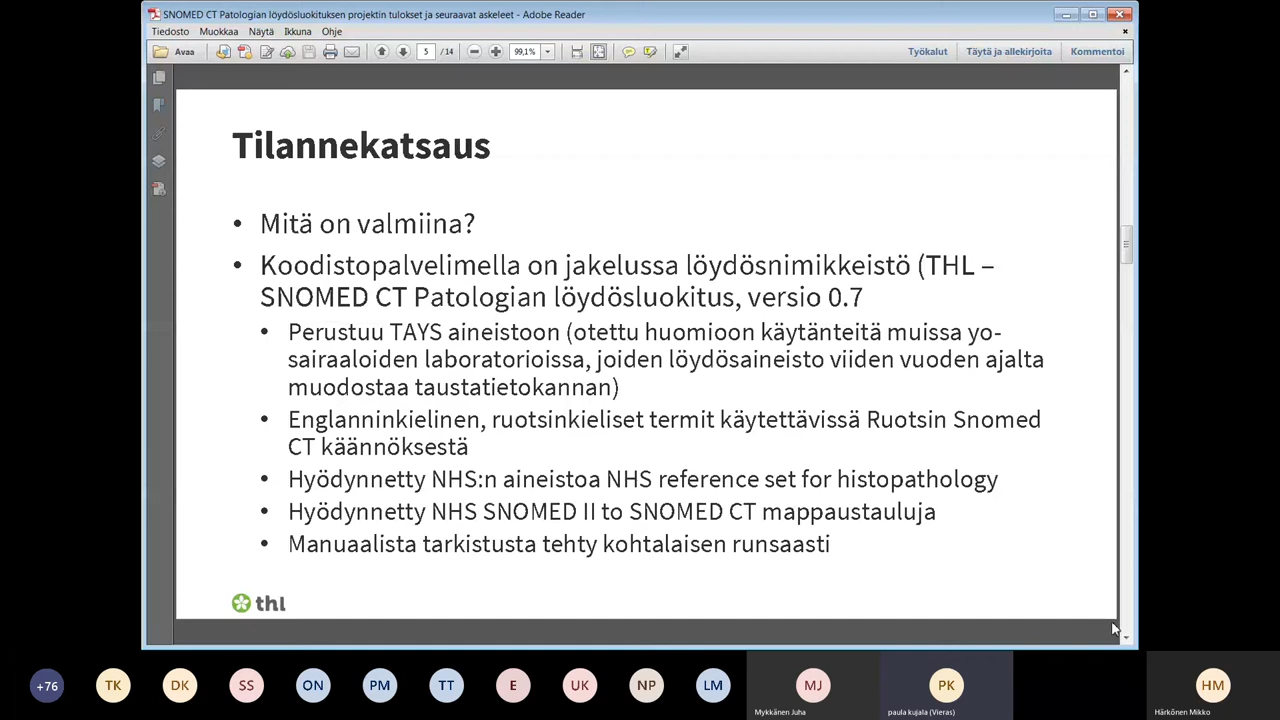 SNOMED CT Patologian löydösluokituksen projektin tulokset ja seuraavat askeleet - Adobe Reader
Tiedosto Muokkaa Näytä Ikkuna Ohje
Avaa 5 / 14 99,1% Työkalut Täytä ja allekirjoita Kommentoi
Tilannekatsaus
• Mitä on valmiina?
• Koodistopalvelimella on jakelussa löydösnimikkeistö (THL –
SNOMED CT Patologian löydösluokitus, versio 0.7
• Perustuu TAYS aineistoon (otettu huomioon käytänteitä muissa yo-
sairaaloiden laboratorioissa, joiden löydösaineisto viiden vuoden ajalta
muodostaa taustatietokannan)
• Englanninkielinen, ruotsinkieliset termit käytettävissä Ruotsin Snomed
CT käännöksestä
• Hyödynnetty NHS:n aineistoa NHS reference set for histopathology
• Hyödynnetty NHS SNOMED II to SNOMED CT mappaustauluja
• Manuaalista tarkistusta tehty kohtalaisen runsaasti
thl
+76 TK DK SS ON PM TT E UK NP LM MJ PK HM
Mykkänen Juha paula kujala (Vieras) Härkönen Mikko